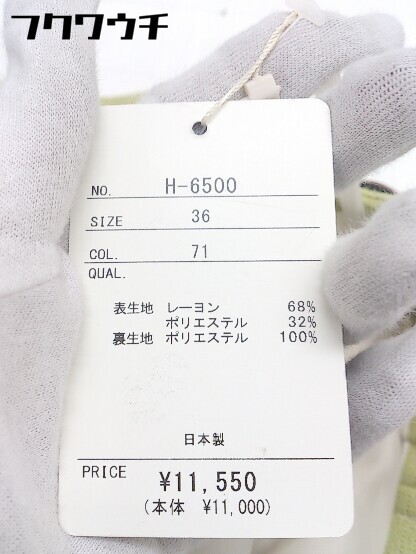 フクワウチ
NO. H-6500
SIZE 36
COL. 71
QUAL.
表生地 レーヨン 68%
ポリエステル 32%
裏生地 ポリエステル 100%
日本製
PRICE ¥11,550
(本体 ¥11,000)